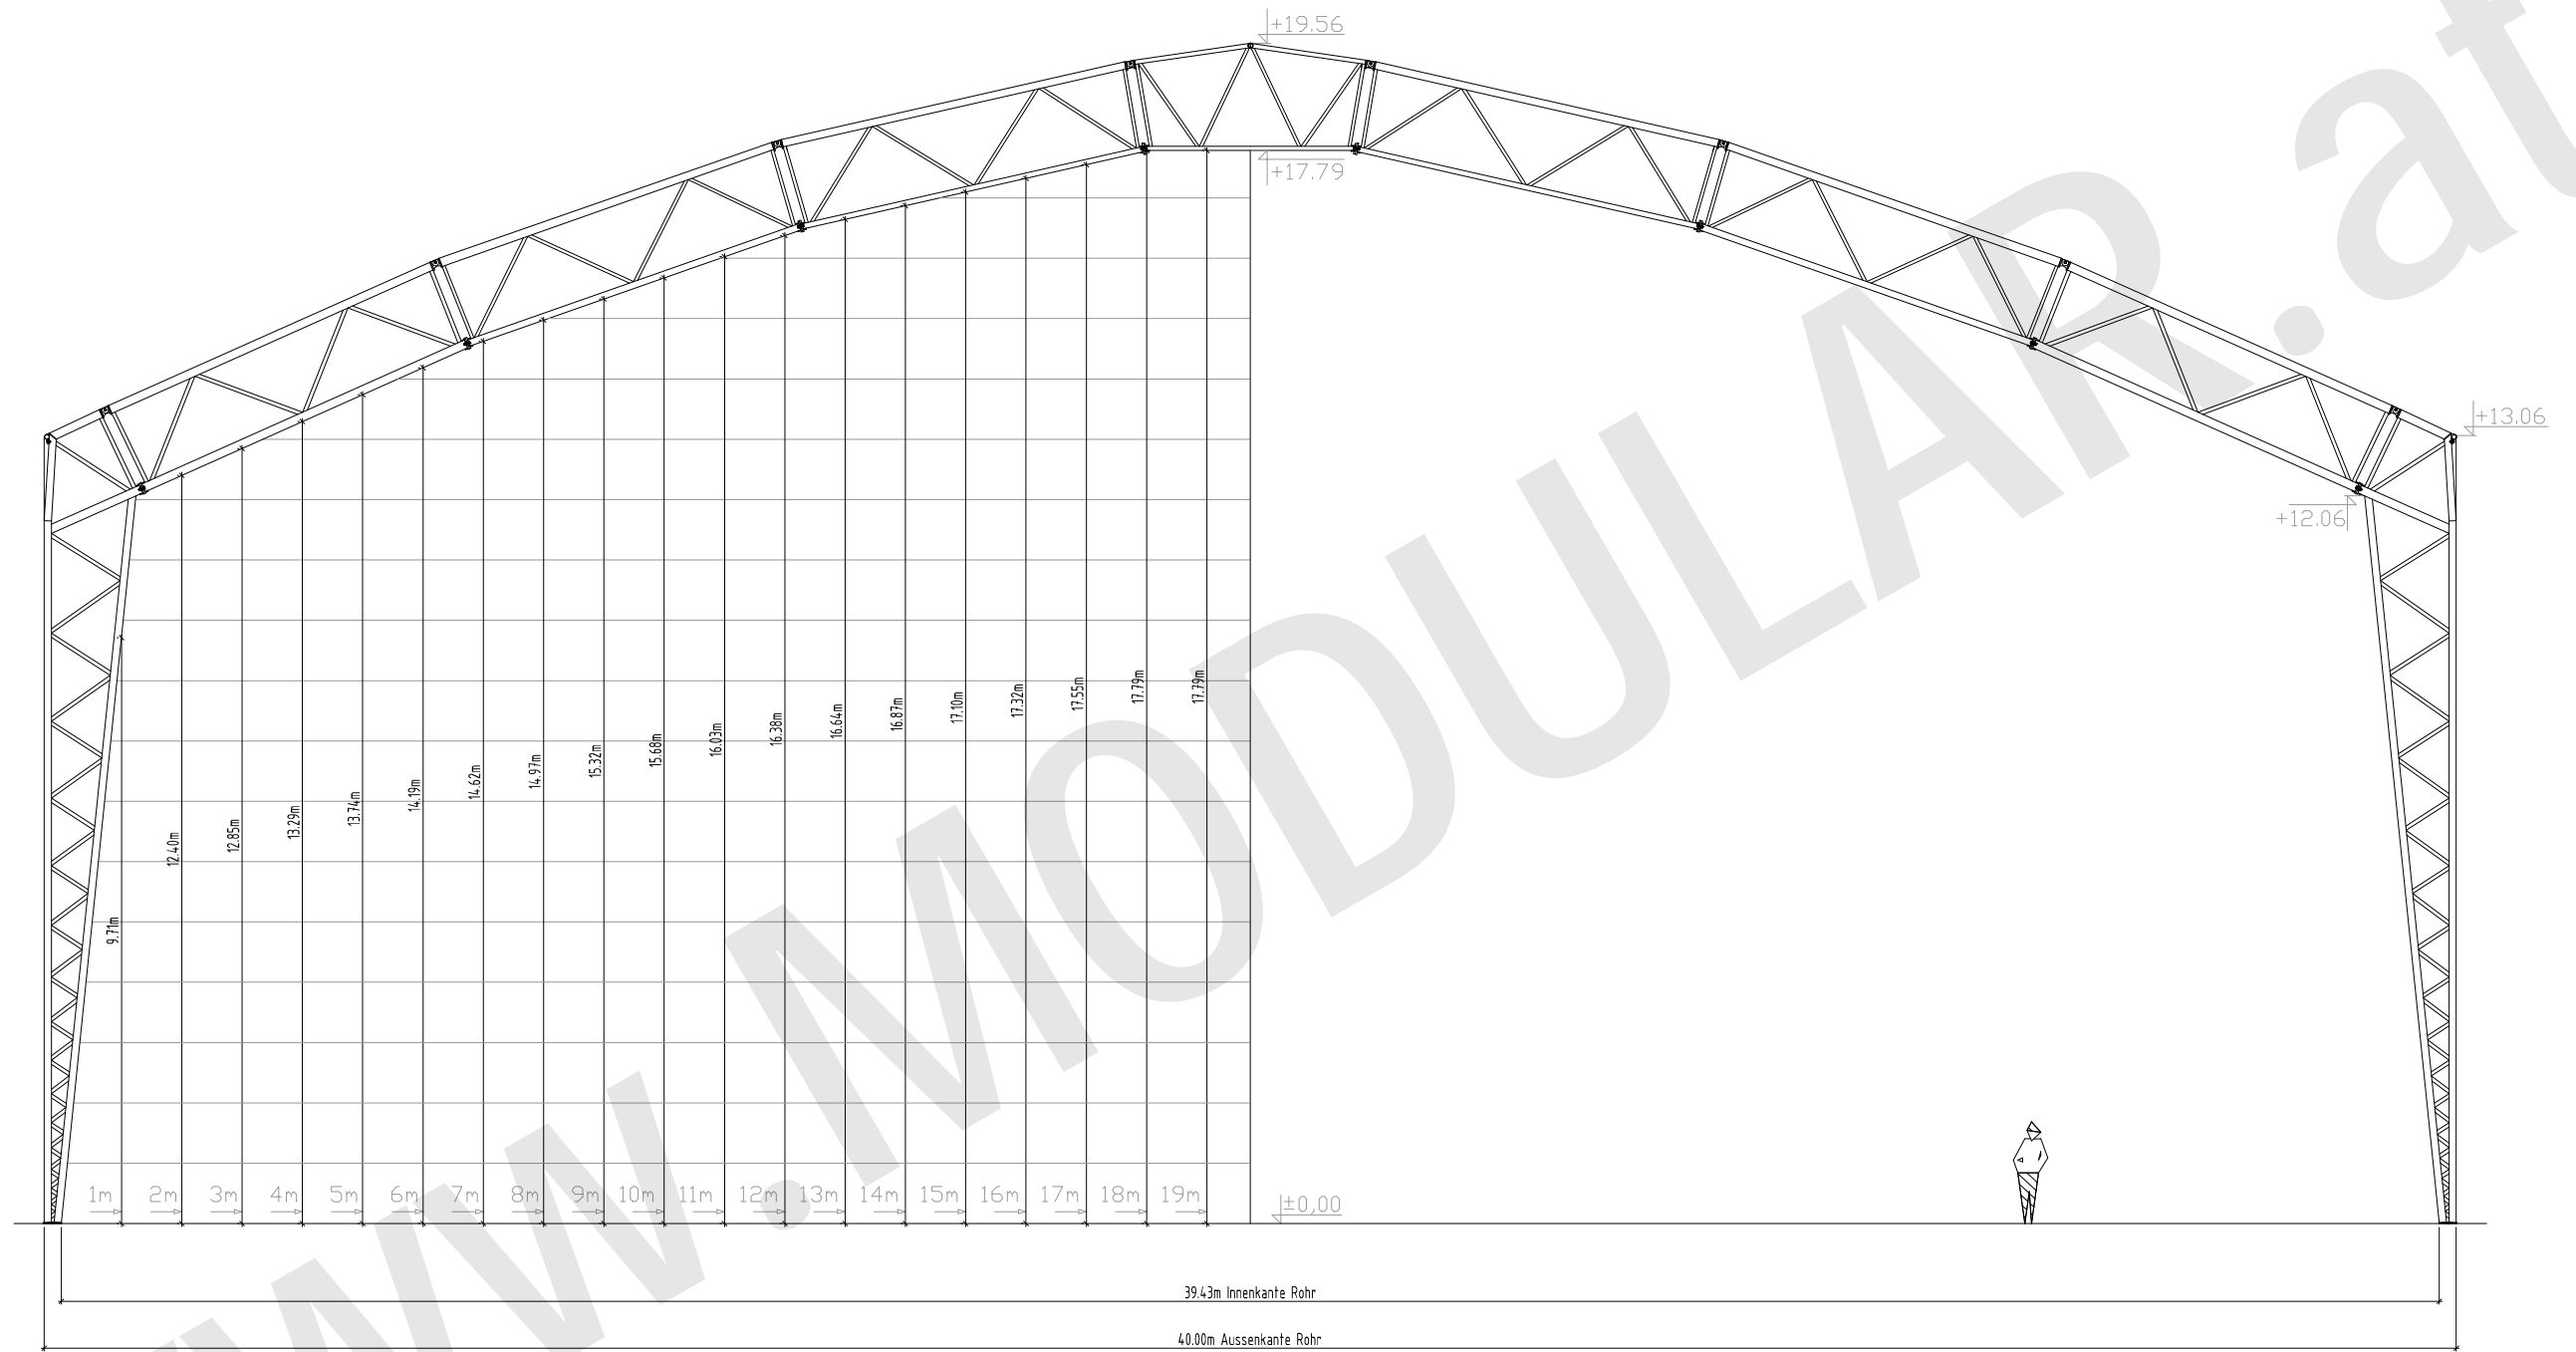 +19.56
+17.79
+13.06
+12.06
9.71m
12.40m
12.85m
13.29m
13.74m
14.19m
14.62m
14.97m
15.32m
15.68m
16.03m
16.38m
16.64m
16.87m
17.10m
17.32m
17.55m
17.79m
17.79m
1m 2m 3m 4m 5m 6m 7m 8m 9m 10m 11m 12m 13m 14m 15m 16m 17m 18m 19m
±0,00
39.43m Innenkante Rohr
40.00m Aussenkante Rohr
www.MODULAR.at